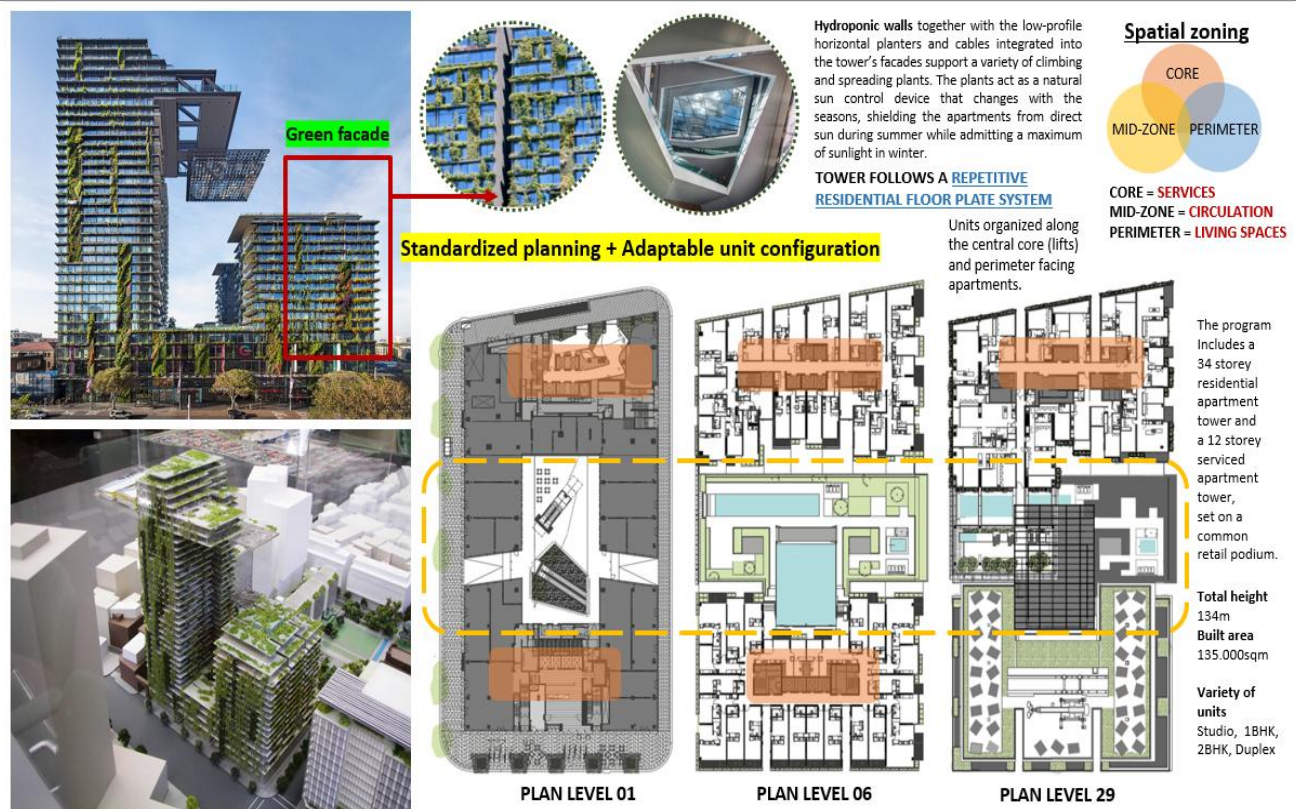 Green facade
Hydroponic walls together with the low-profile
horizontal planters and cables integrated into
the tower's facades support a variety of climbing
and spreading plants. The plants act as a natural
sun control device that changes with the
seasons, shielding the apartments from direct
sun during summer while admitting a maximum
of sunlight in winter.
TOWER FOLLOWS A REPETITIVE
RESIDENTIAL FLOOR PLATE SYSTEM
Spatial zoning
CORE
MID-ZONE
PERIMETER
CORE = SERVICES
MID-ZONE = CIRCULATION
PERIMETER = LIVING SPACES
Standardized planning + Adaptable unit configuration
Units organized along
the central core (lifts)
and perimeter facing
apartments.
The program
Includes a
34 storey
residential
apartment
tower and
a 12 storey
serviced
apartment
tower,
set on a
common
retail podium.
Total height
134m
Built area
135.000sqm
Variety of
units
Studio, 1BHK,
2BHK, Duplex
PLAN LEVEL 01
PLAN LEVEL 06
PLAN LEVEL 29